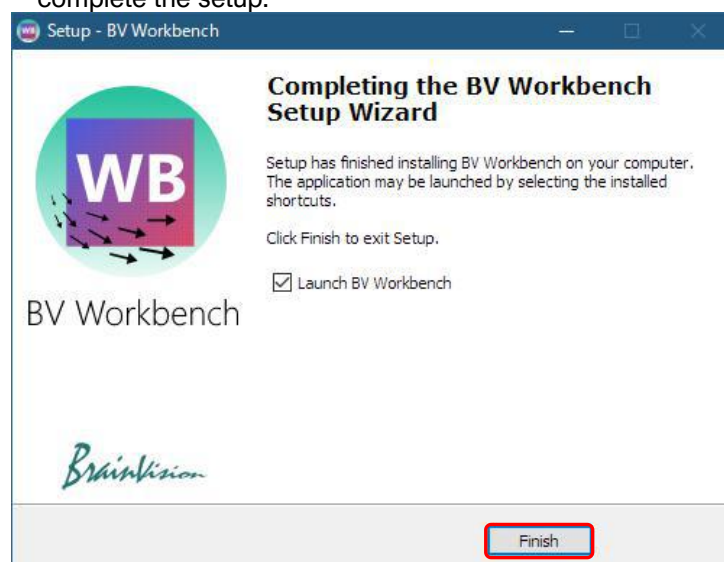 complete the setup.
Setup - BV Workbench
WB
BV Workbench
BrainVision
Completing the BV Workbench
Setup Wizard
Setup has finished installing BV Workbench on your computer.
The application may be launched by selecting the installed
shortcuts.
Click Finish to exit Setup.
Launch BV Workbench
Finish